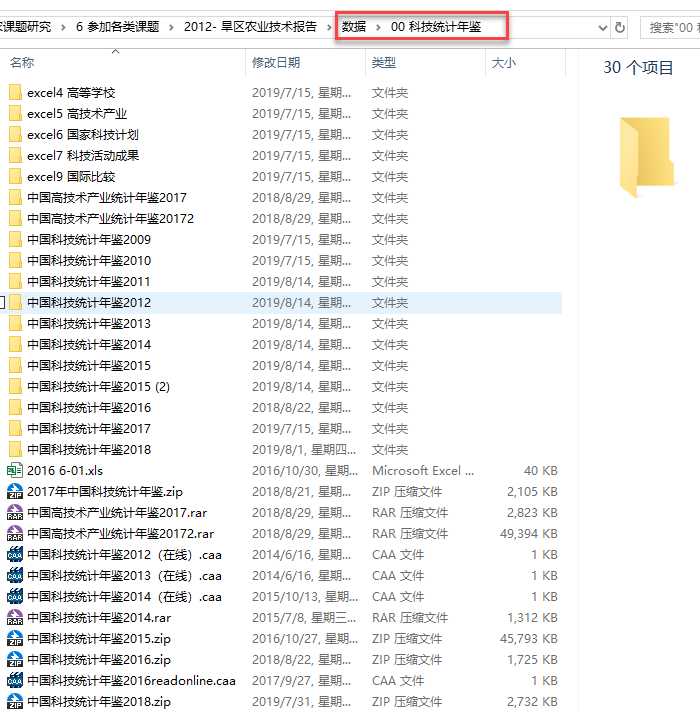 农课题研究 › 6 参加各类课题 › 2012- 旱区农业技术报告 › 数据 › 00 科技统计年鉴 搜索"00 科
名称 修改日期 类型 大小
30 个项目
excel4 高等学校 2019/7/15, 星期... 文件夹
excel5 高技术产业 2019/7/15, 星期... 文件夹
excel6 国家科技计划 2019/7/15, 星期... 文件夹
excel7 科技活动成果 2019/7/15, 星期... 文件夹
excel9 国际比较 2019/7/15, 星期... 文件夹
中国高技术产业统计年鉴2017 2018/8/29, 星期... 文件夹
中国高技术产业统计年鉴20172 2018/8/29, 星期... 文件夹
中国科技统计年鉴2009 2019/7/15, 星期... 文件夹
中国科技统计年鉴2010 2019/7/15, 星期... 文件夹
中国科技统计年鉴2011 2019/8/14, 星期... 文件夹
中国科技统计年鉴2012 2019/8/14, 星期... 文件夹
中国科技统计年鉴2013 2019/8/14, 星期... 文件夹
中国科技统计年鉴2014 2019/8/14, 星期... 文件夹
中国科技统计年鉴2015 2019/8/14, 星期... 文件夹
中国科技统计年鉴2015 (2) 2019/8/14, 星期... 文件夹
中国科技统计年鉴2016 2018/8/22, 星期... 文件夹
中国科技统计年鉴2017 2019/7/15, 星期... 文件夹
中国科技统计年鉴2018 2019/8/1, 星期四... 文件夹
2016 6-01.xls 2016/10/30, 星期... Microsoft Excel ... 40 KB
2017年中国科技统计年鉴.zip 2018/8/21, 星期... ZIP 压缩文件 2,105 KB
中国高技术产业统计年鉴2017.rar 2018/8/29, 星期... RAR 压缩文件 2,823 KB
中国高技术产业统计年鉴20172.rar 2018/8/29, 星期... RAR 压缩文件 49,394 KB
中国科技统计年鉴2012（在线）.caa 2014/6/16, 星期... CAA 文件 1 KB
中国科技统计年鉴2013（在线）.caa 2014/6/16, 星期... CAA 文件 1 KB
中国科技统计年鉴2014（在线）.caa 2015/10/13, 星期... CAA 文件 1 KB
中国科技统计年鉴2014.rar 2015/7/8, 星期三... RAR 压缩文件 1,312 KB
中国科技统计年鉴2015.zip 2016/10/27, 星期... ZIP 压缩文件 45,793 KB
中国科技统计年鉴2016.zip 2018/8/22, 星期... ZIP 压缩文件 1,725 KB
中国科技统计年鉴2016readonline.caa 2017/9/27, 星期... CAA 文件 1 KB
中国科技统计年鉴2018.zip 2019/7/31, 星期... ZIP 压缩文件 2,732 KB